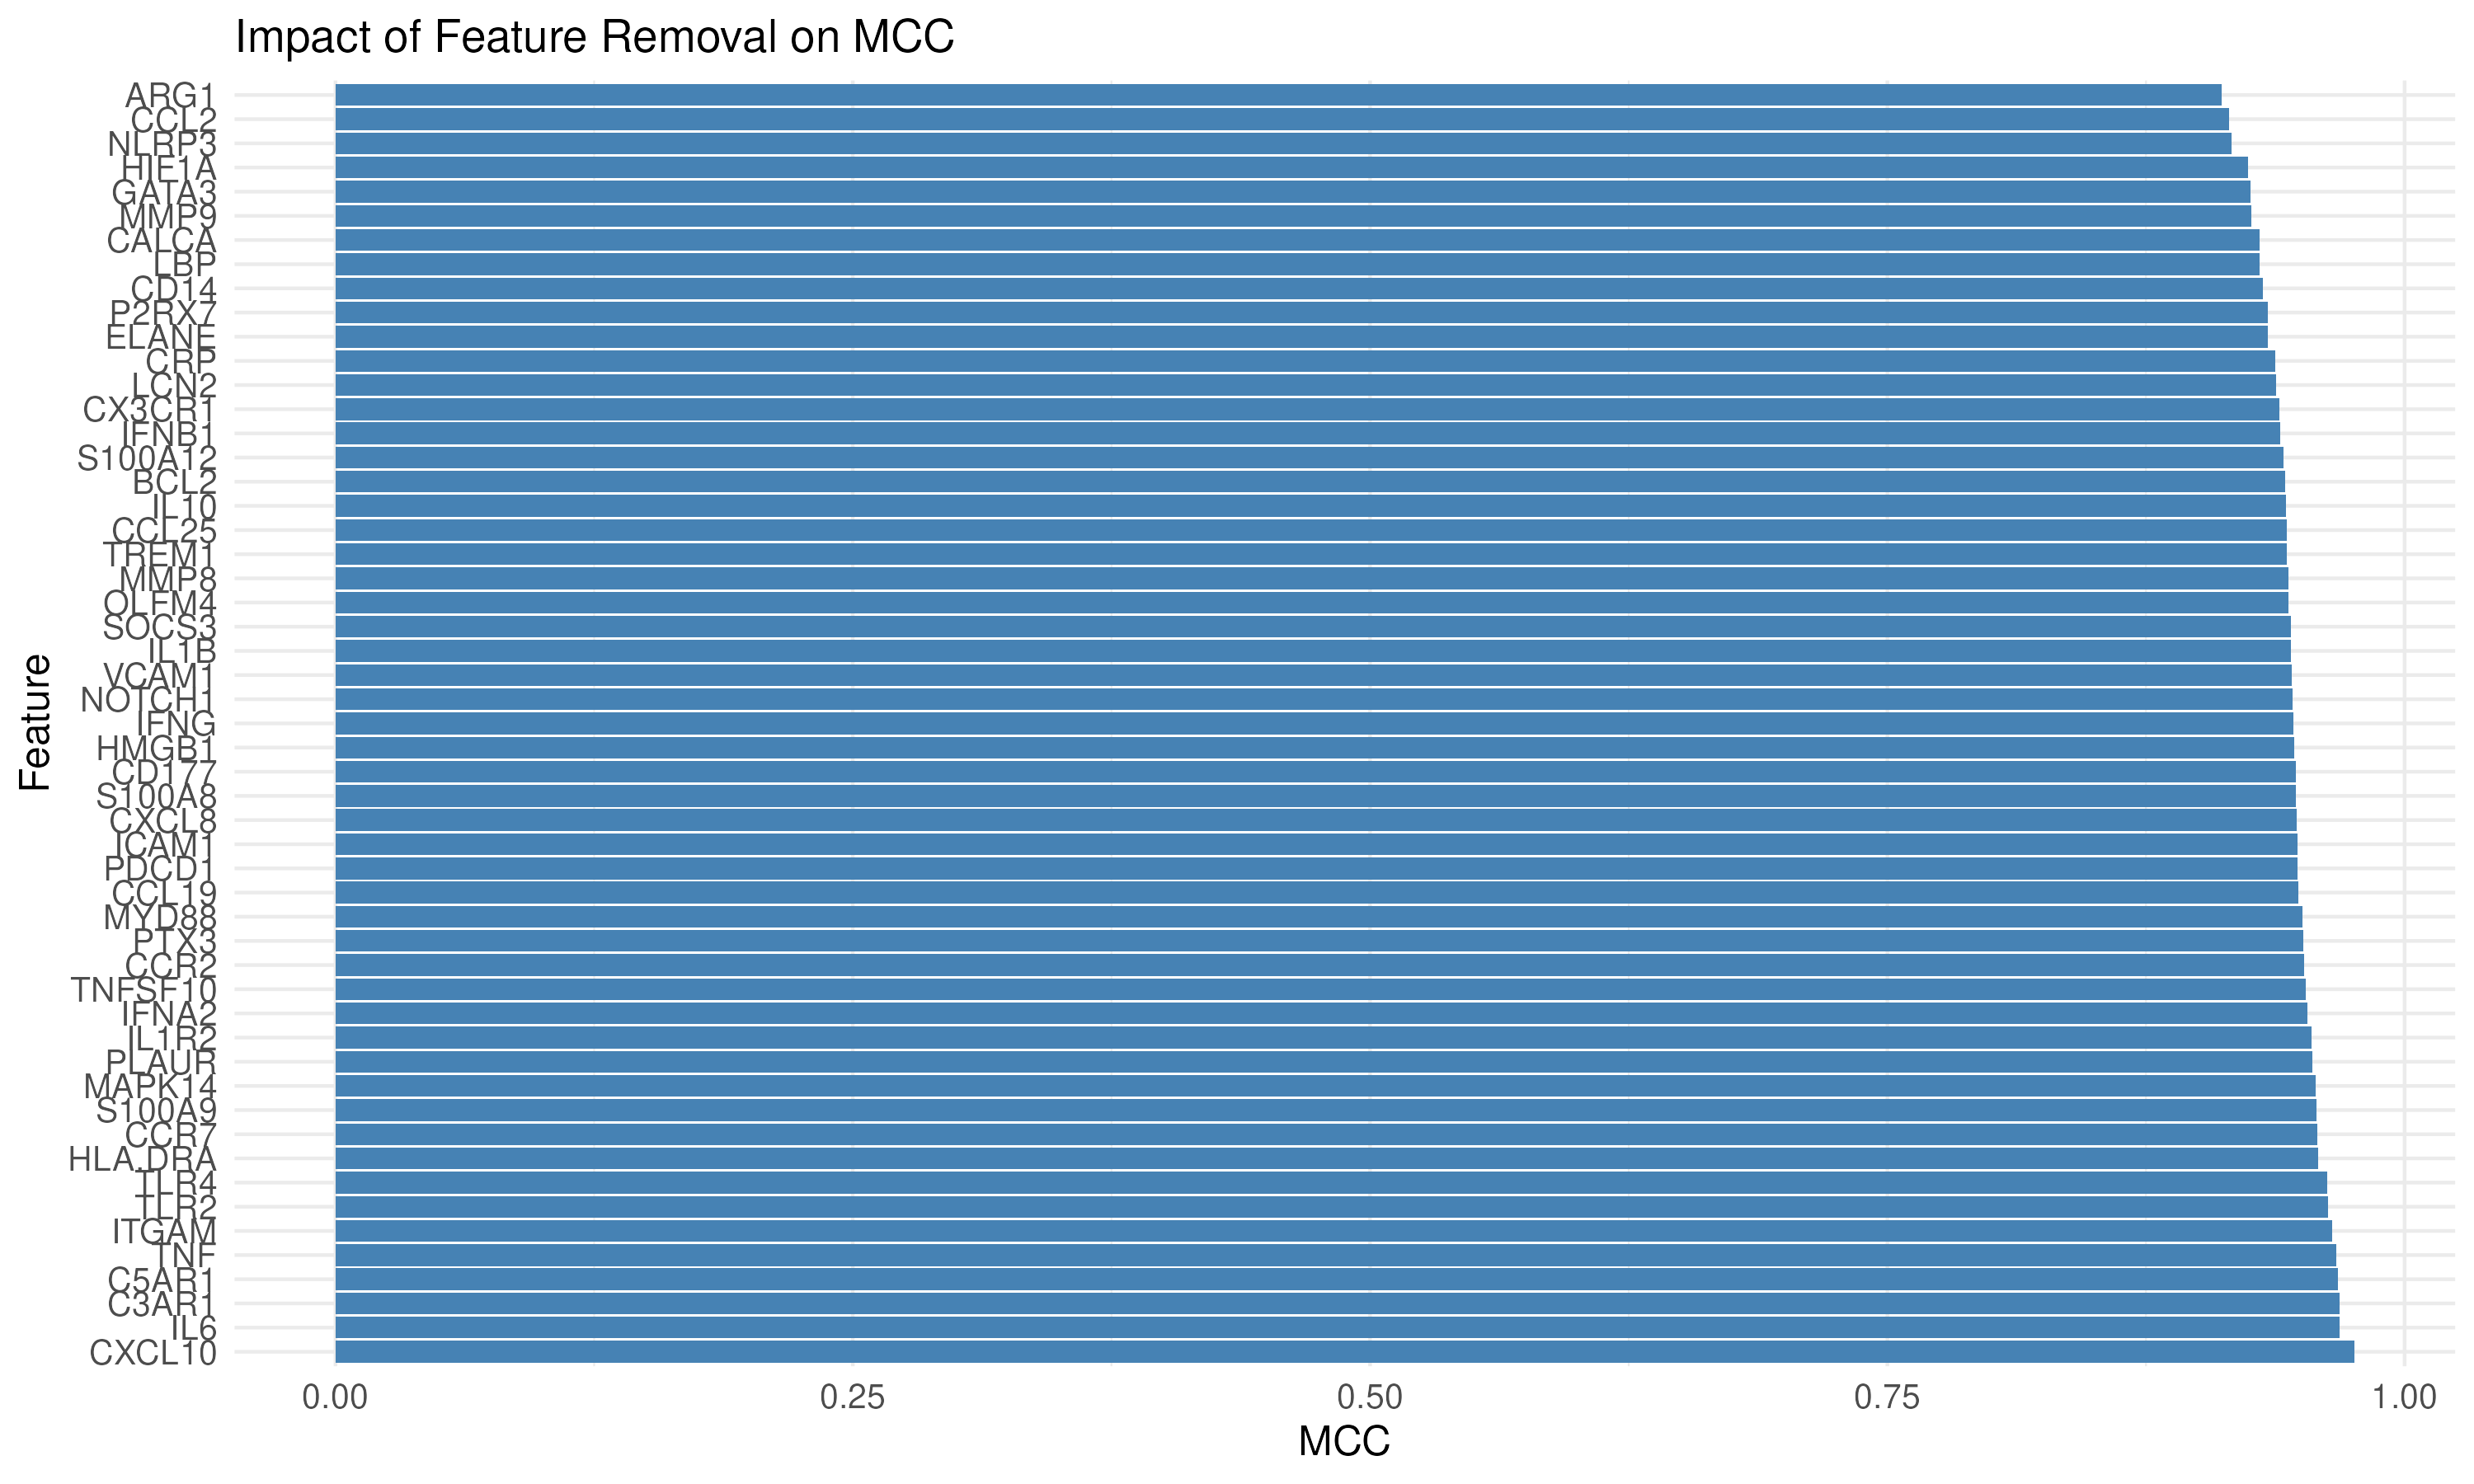 Impact of Feature Removal on MCC
ARG1
CCL2
NLRP3
HIF1A
GATA3
MMP9
CALCA
LBP
CD14
P2RX7
ELANE
CRP
LCN2
CX3CR1
IFNB1
S100A12
BCL2
IL10
CCL25
TREM1
MMP8
OLFM4
SOCS3
IL1B
VCAM1
NOTCH1
IFNG
HMGB1
CD177
S100A8
CXCL8
ICAM1
PDCD1
CCL19
MYD88
PTX3
CCR2
TNFSF10
IFNA2
IL1R2
PLAUR
MAPK14
S100A9
CCR7
HLA.DRA
TLR4
TLR2
ITGAM
TNF
C5AR1
C3AR1
IL6
CXCL10
Feature
0.00 0.25 0.50 0.75 1.00
MCC